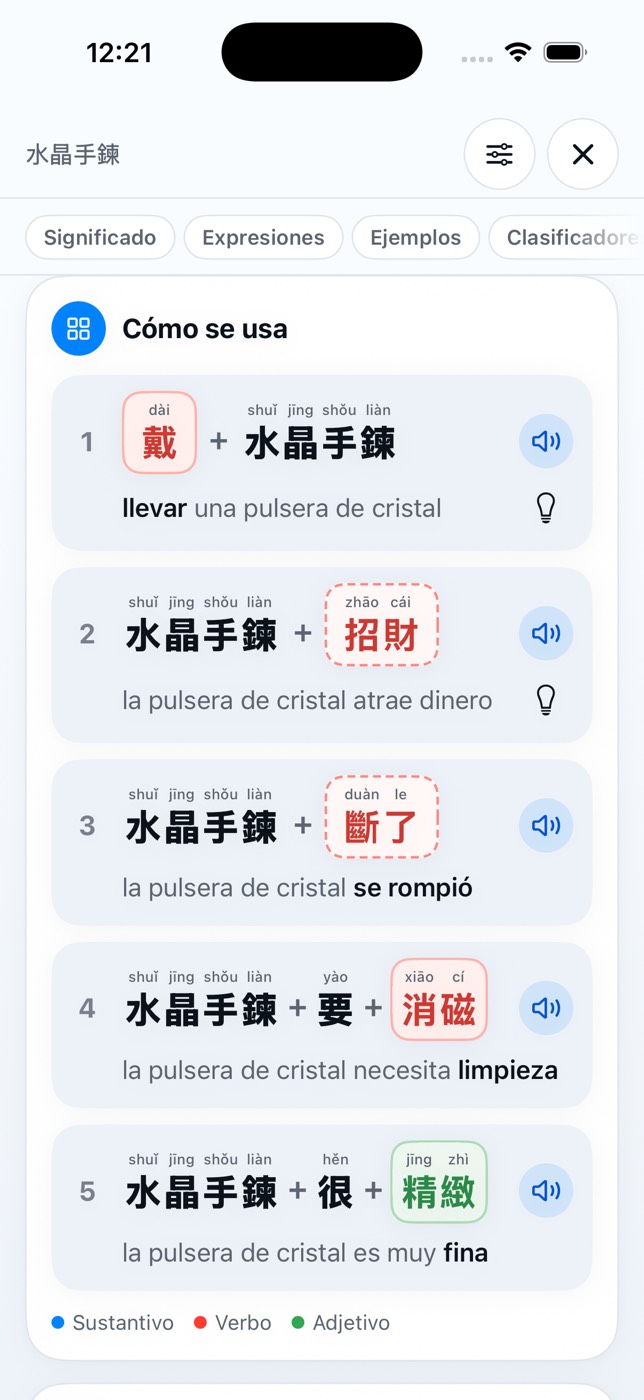 12:21
水晶手鍊
Significado Expresiones Ejemplos Clasificadore
Cómo se usa
dài shuǐ jīng shǒu liàn
1 戴 + 水晶手鍊
llevar una pulsera de cristal
shuǐ jīng shǒu liàn zhāo cái
2 水晶手鍊 + 招財
la pulsera de cristal atrae dinero
shuǐ jīng shǒu liàn duàn le
3 水晶手鍊 + 斷了
la pulsera de cristal se rompió
shuǐ jīng shǒu liàn yào xiāo cí
4 水晶手鍊 + 要 + 消磁
la pulsera de cristal necesita limpieza
shuǐ jīng shǒu liàn hěn jīng zhì
5 水晶手鍊 + 很 + 精緻
la pulsera de cristal es muy fina
Sustantivo Verbo Adjetivo